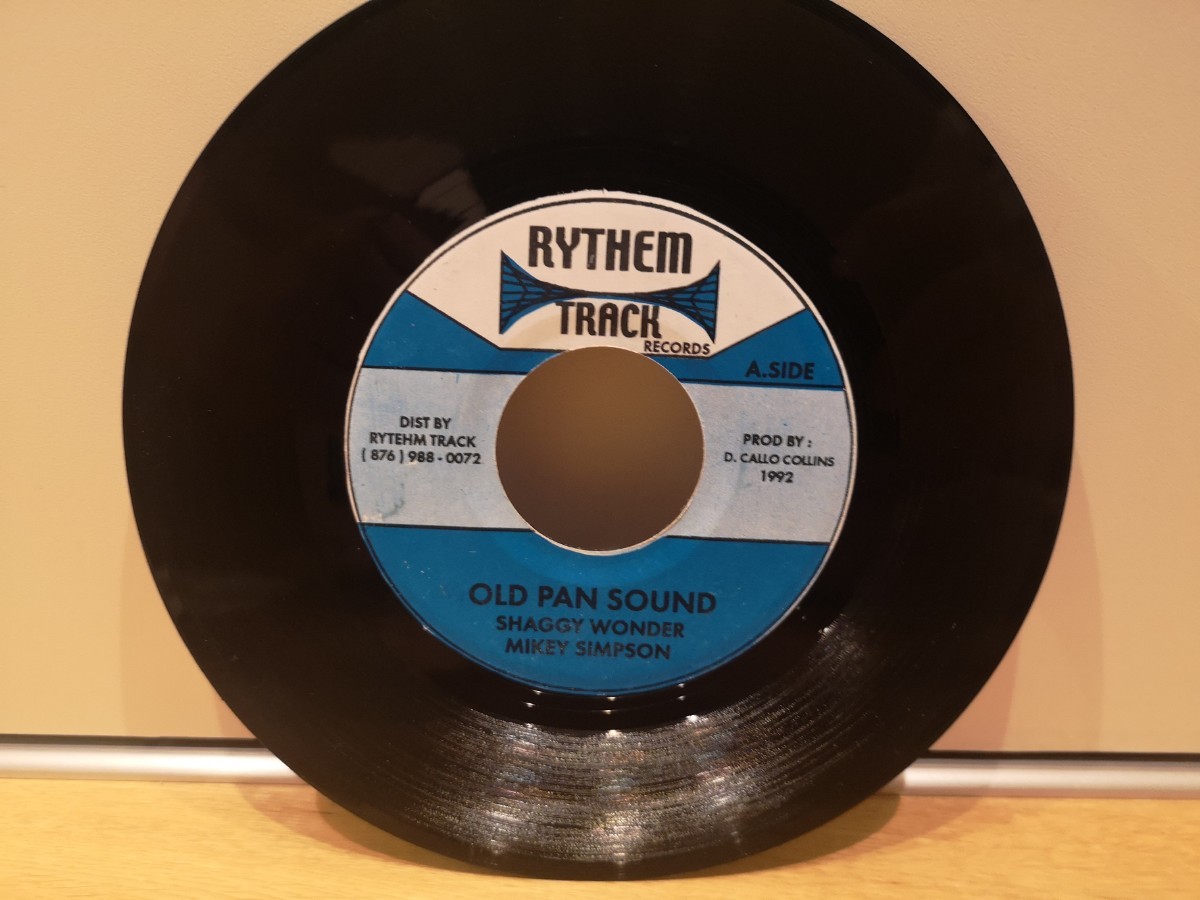 RYTHEM
TRACK
RECORDS
A.SIDE
DIST BY
RYTEHM TRACK
( 876 ) 988 - 0072
PROD BY :
D. CALLO COLLINS
1992
OLD PAN SOUND
SHAGGY WONDER
MIKEY SIMPSON